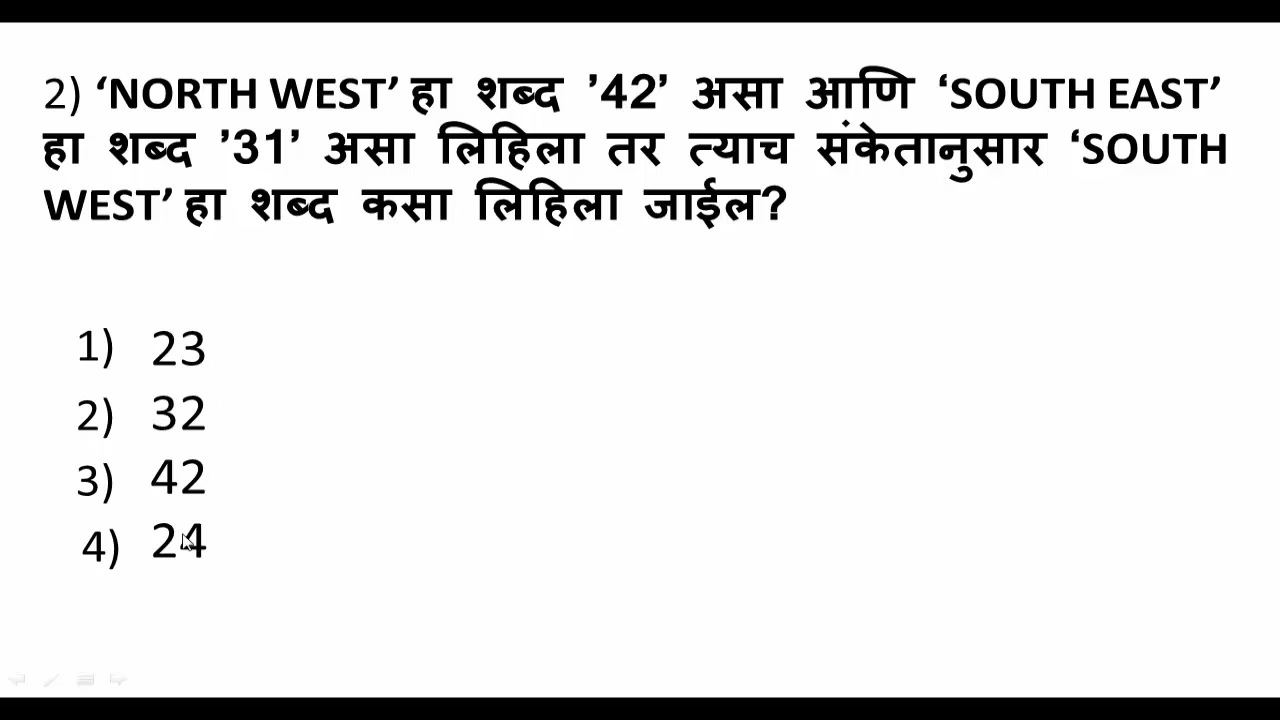 2) ‘NORTH WEST’ हा शब्द ’42’ असा आणि ‘SOUTH EAST’
हा शब्द ’31’ असा लिहिला तर त्याच संकेतानुसार ‘SOUTH
WEST’ हा शब्द कसा लिहिला जाईल?
1) 23
2) 32
3) 42
4) 24